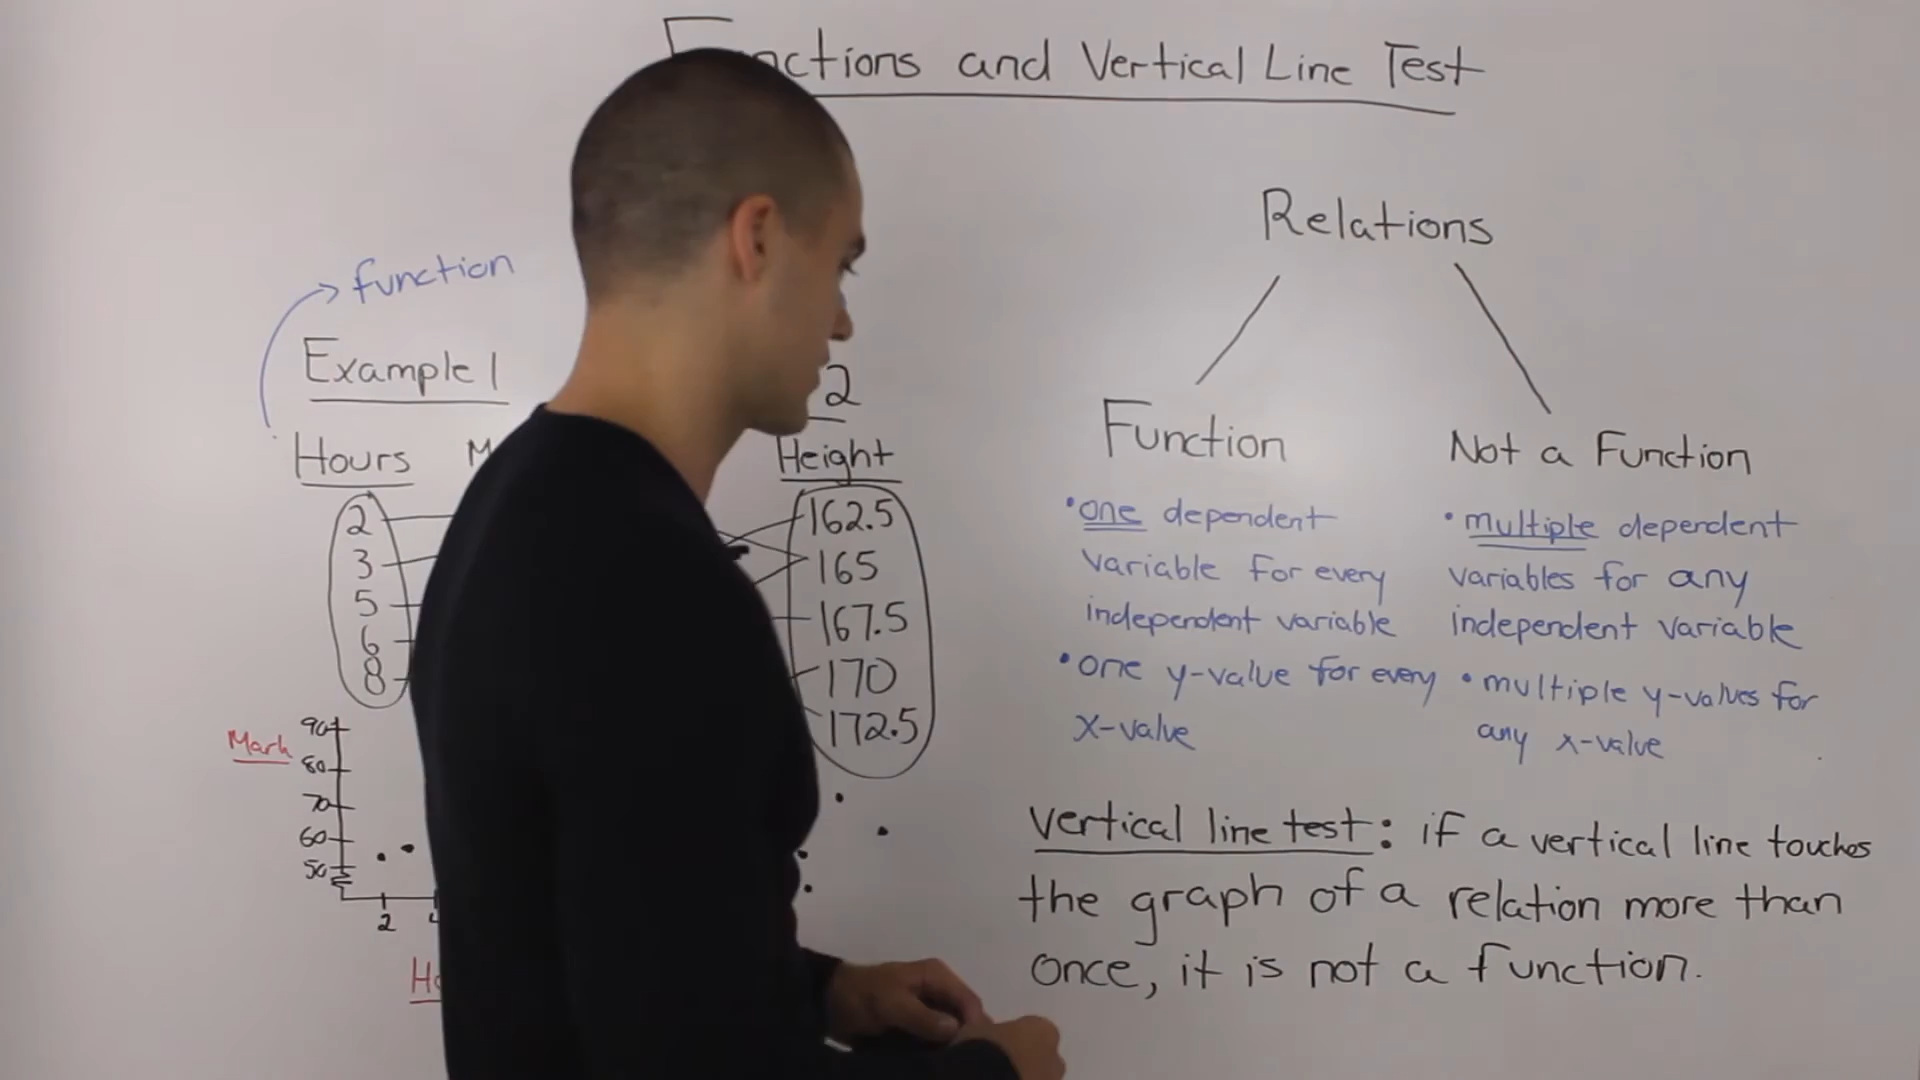 and Vertical Line Test
Relations
function
Example 1
2
Hours
Height
2
3
5
6
8
162.5
165
167.5
170
172.5
Mark
90
80
70
60
50
2
Function
• one dependent
variable for every
independent variable
• one y-value for every
x-value
Not a Function
• multiple dependent
variables for any
independent variable
• multiple y-values for
any x-value
vertical line test: if a vertical line touches
the graph of a relation more than
once, it is not a function.